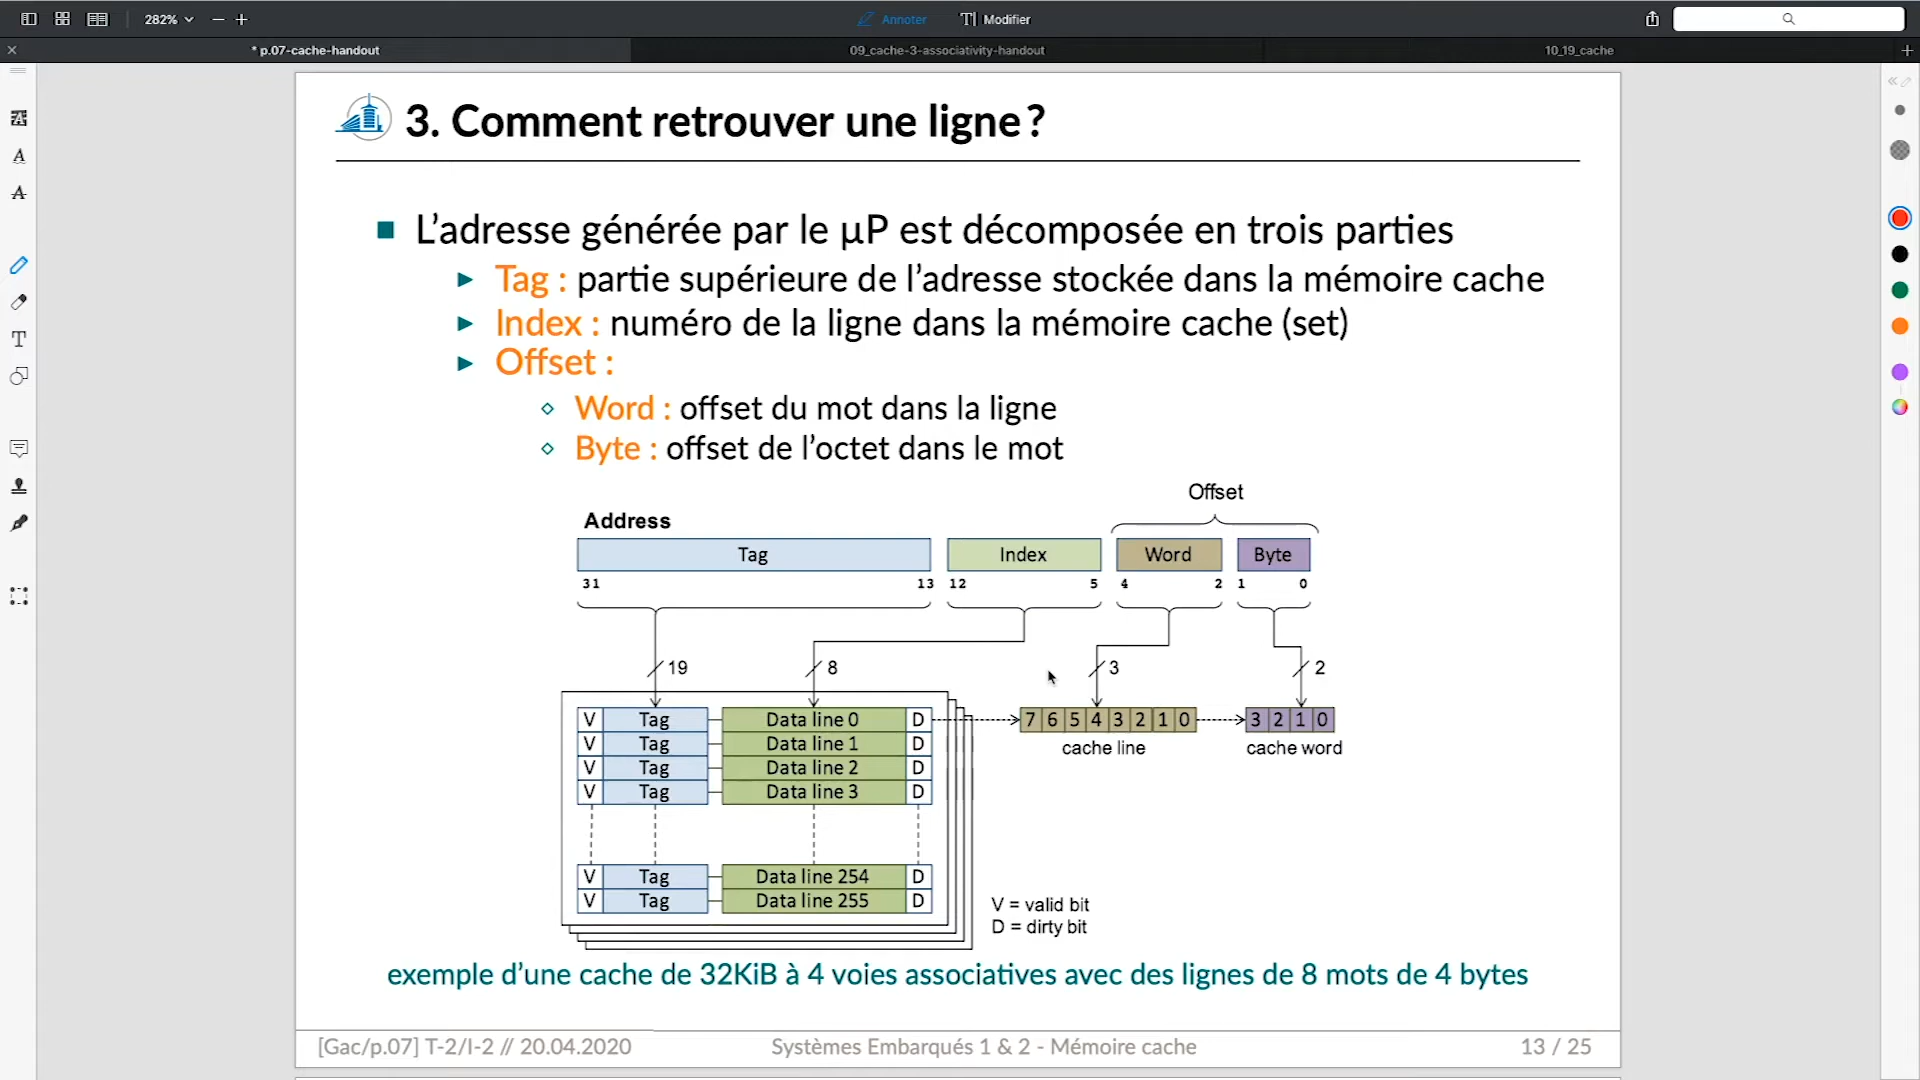 282%
Annoter
Modifier
* p.07-cache-handout
09_cache-3-associativity-handout
10_19_cache
3. Comment retrouver une ligne ?
L’adresse générée par le µP est décomposée en trois parties
Tag : partie supérieure de l’adresse stockée dans la mémoire cache
Index : numéro de la ligne dans la mémoire cache (set)
Offset :
Word : offset du mot dans la ligne
Byte : offset de l’octet dans le mot
Offset
Address
Tag Index Word Byte
31 13 12 5 4 2 1 0
19 8 3 2
V Tag Data line 0 D 7 6 5 4 3 2 1 0 3 2 1 0
V Tag Data line 1 D cache line cache word
V Tag Data line 2 D
V Tag Data line 3 D
V Tag Data line 254 D
V Tag Data line 255 D
V = valid bit
D = dirty bit
exemple d’une cache de 32KiB à 4 voies associatives avec des lignes de 8 mots de 4 bytes
[Gac/p.07] T-2/I-2 // 20.04.2020 Systèmes Embarqués 1 & 2 - Mémoire cache 13 / 25